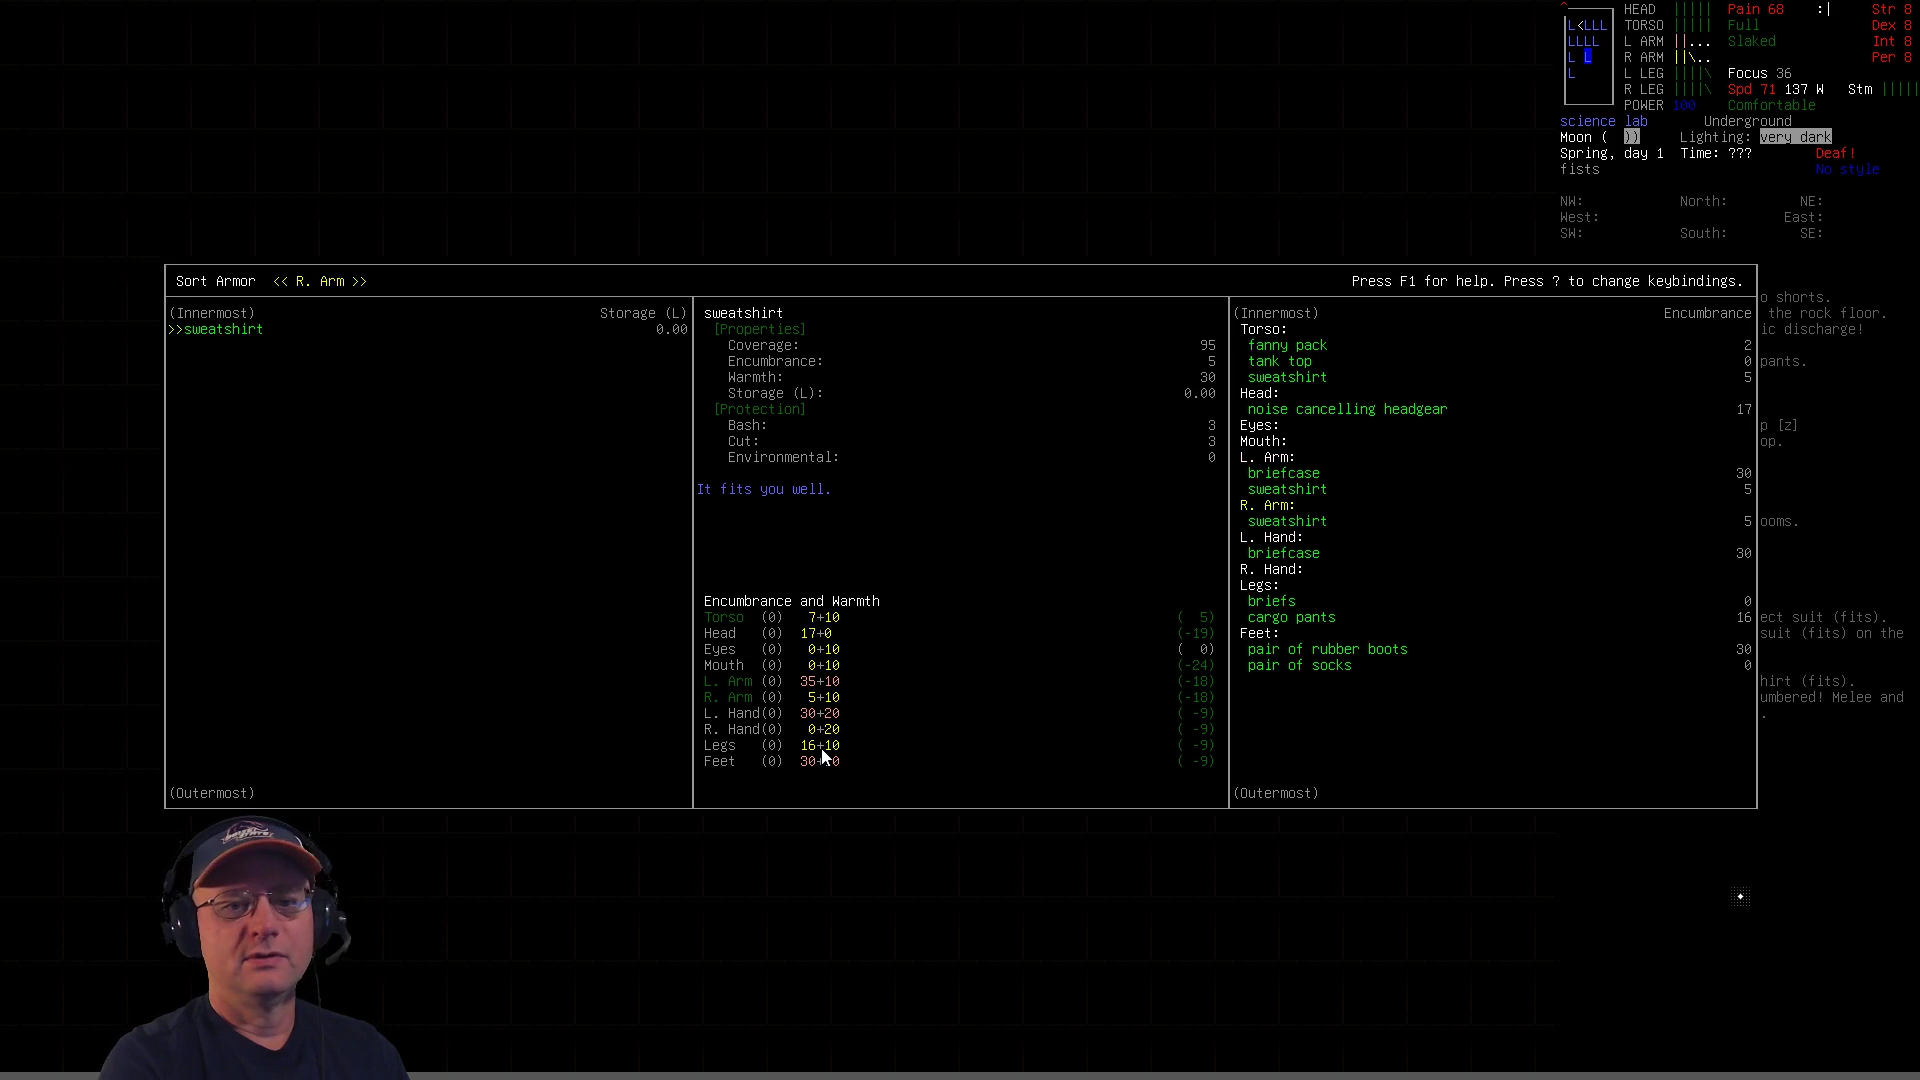 HEAD ||||| Pain 68 :| Str 8
L<LLL TORSO ||||| Full Dex 8
LLLL L ARM ||... Slaked Int 8
L L R ARM ||\.. Per 8
L L LEG ||||\ Focus 36
R LEG ||||\ Spd 71 137 W Stm |||||
POWER 100 Comfortable
science lab Underground
Moon ( )) Lighting: very dark
Spring, day 1 Time: ??? Deaf!
fists No style
NW: North: NE:
West: East:
SW: South: SE:
Sort Armor << R. Arm >> Press F1 for help. Press ? to change keybindings.
(Innermost) Storage (L)
>>sweatshirt 0.00
(Outermost)
sweatshirt
[Properties]
Coverage: 95
Encumbrance: 5
Warmth: 30
Storage (L): 0.00
[Protection]
Bash: 3
Cut: 3
Environmental: 0
It fits you well.
Encumbrance and Warmth
Torso (0) 7+10 ( 5)
Head (0) 17+0 (-19)
Eyes (0) 0+10 ( 0)
Mouth (0) 0+10 (-24)
L. Arm (0) 35+10 (-18)
R. Arm (0) 5+10 (-18)
L. Hand(0) 30+20 ( -9)
R. Hand(0) 0+20 ( -9)
Legs (0) 16+10 ( -9)
Feet (0) 30+ 0 ( -9)
(Innermost) Encumbrance
Torso:
fanny pack 2
tank top 0
sweatshirt 5
Head:
noise cancelling headgear 17
Eyes:
Mouth:
L. Arm:
briefcase 30
sweatshirt 5
R. Arm:
sweatshirt 5
L. Hand:
briefcase 30
R. Hand:
Legs:
briefs 0
cargo pants 16
Feet:
pair of rubber boots 30
pair of socks 0
(Outermost)
o shorts.
the rock floor.
ic discharge!
pants.
p [z]
op.
ooms.
ect suit (fits).
suit (fits) on the
hirt (fits).
umbered! Melee and
.